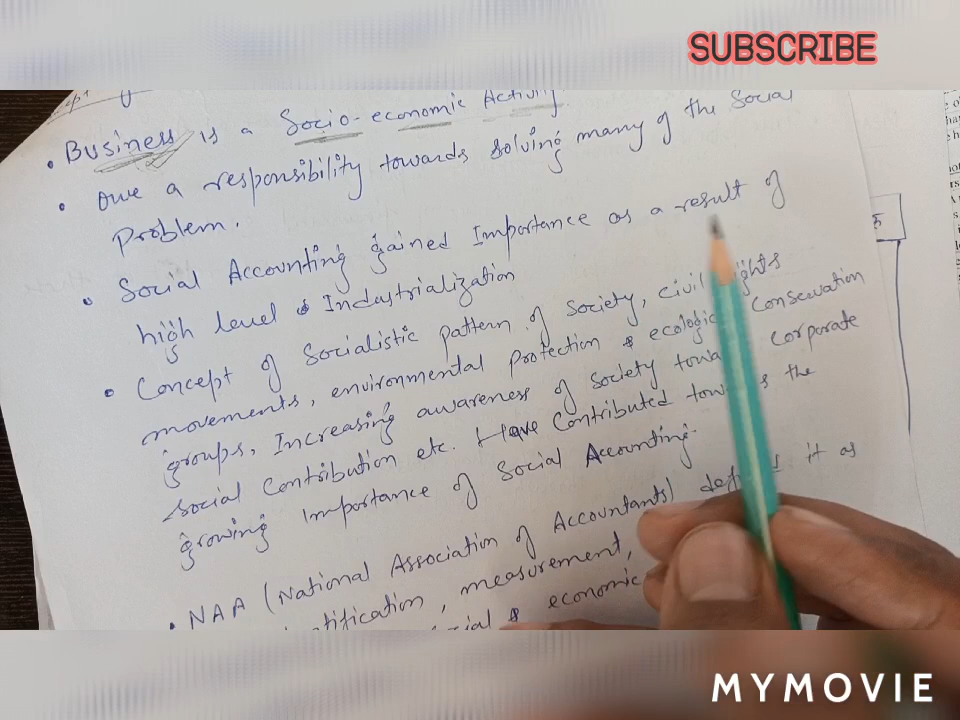 SUBSCRIBE
• Business is a Socio-economic Activity.
• owe a responsibility towards solving many of the Social
Problem.
• Social Accounting gained Importance as a result of
high level & Industrialization
• Concept of Socialistic pattern of Society, civil rights
movements, environmental protection & ecological Conservation
groups, Increasing awareness of Society towards corporate
Social Contribution etc. Have Contributed towards the
growing Importance of Social Accounting.
• NAA (National Association of Accountants) defined it as
measurement,
& economic
MYMOVIE